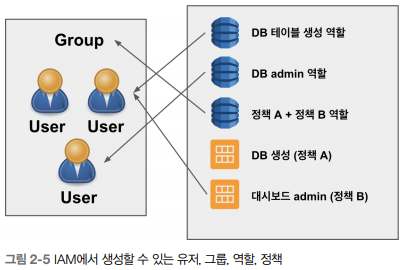 Group
User
User
User
DB 테이블 생성 역할
DB admin 역할
정책 A + 정책 B 역할
DB 생성 (정책 A)
대시보드 admin (정책 B)
그림 2-5 IAM에서 생성할 수 있는 유저, 그룹, 역할, 정책